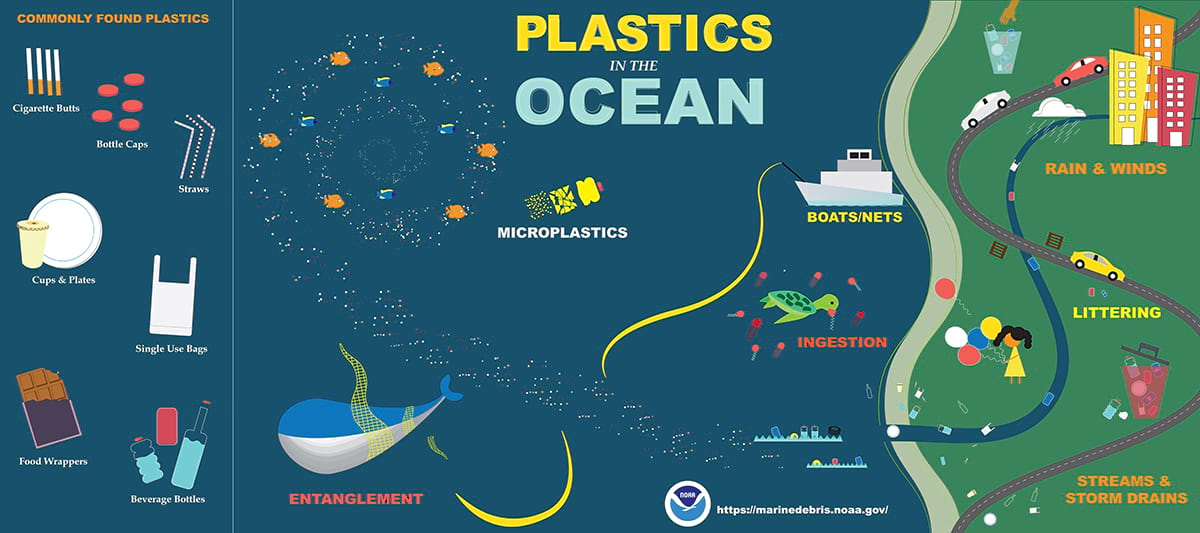 COMMONLY FOUND PLASTICS
Cigarette Butts
Bottle Caps
Straws
Cups & Plates
Single Use Bags
Food Wrappers
Beverage Bottles
PLASTICS
IN THE
OCEAN
MICROPLASTICS
BOATS/NETS
INGESTION
ENTANGLEMENT
NOAA
https://marinedebris.noaa.gov/
RAIN & WINDS
LITTERING
STREAMS &
STORM DRAINS